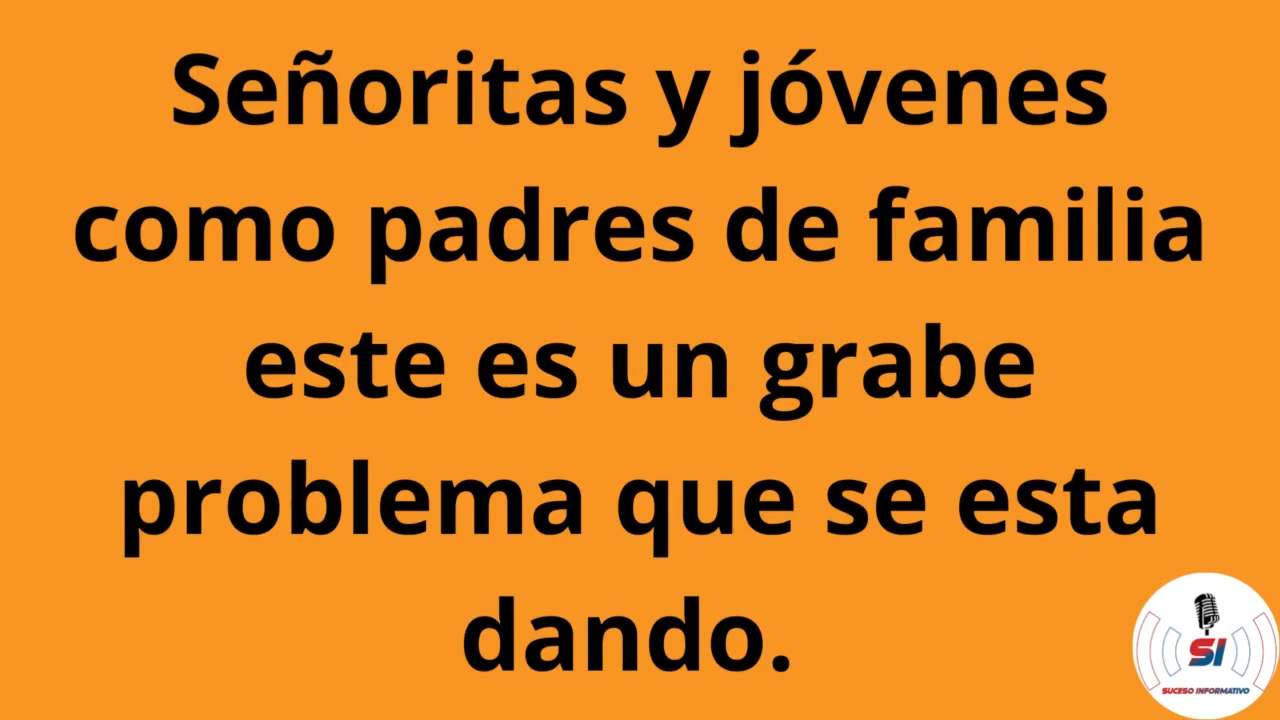 Señoritas y jóvenes
como padres de familia
este es un grabe
problema que se esta
dando.
SI
SUCESO INFORMATIVO